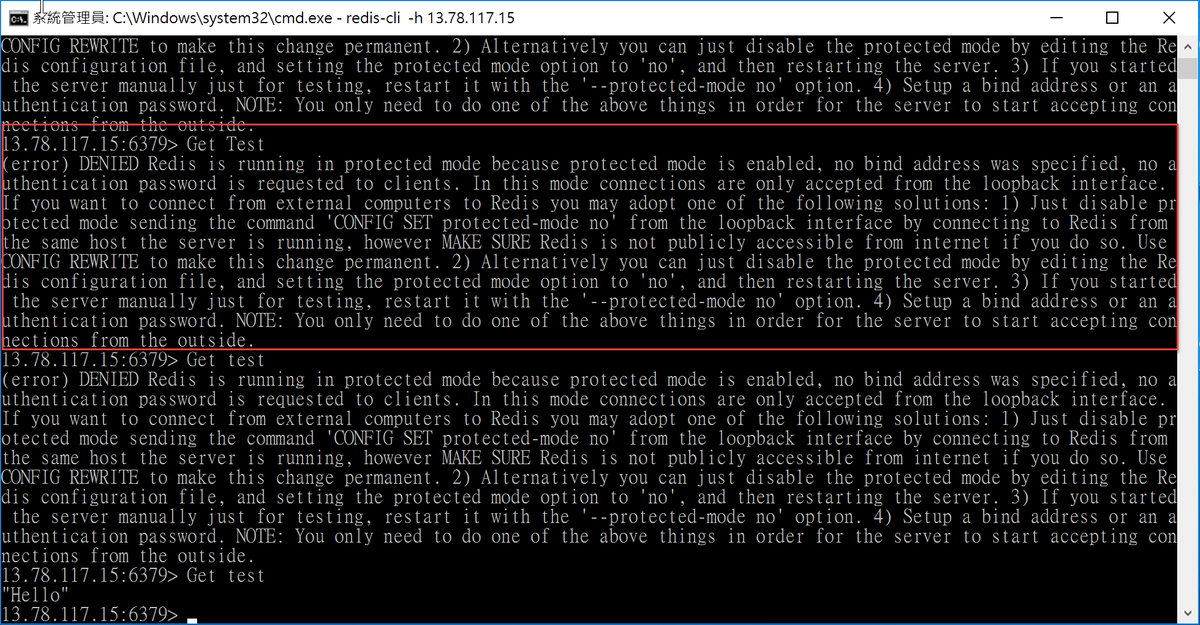 系統管理員: C:\Windows\system32\cmd.exe - redis-cli  -h 13.78.117.15
CONFIG REWRITE to make this change permanent. 2) Alternatively you can just disable the protected mode by editing the Re
dis configuration file, and setting the protected mode option to 'no', and then restarting the server. 3) If you started
 the server manually just for testing, restart it with the '--protected-mode no' option. 4) Setup a bind address or an a
uthentication password. NOTE: You only need to do one of the above things in order for the server to start accepting con
nections from the outside.
13.78.117.15:6379> Get Test
(error) DENIED Redis is running in protected mode because protected mode is enabled, no bind address was specified, no a
uthentication password is requested to clients. In this mode connections are only accepted from the loopback interface.
If you want to connect from external computers to Redis you may adopt one of the following solutions: 1) Just disable pr
otected mode sending the command 'CONFIG SET protected-mode no' from the loopback interface by connecting to Redis from
the same host the server is running, however MAKE SURE Redis is not publicly accessible from internet if you do so. Use
CONFIG REWRITE to make this change permanent. 2) Alternatively you can just disable the protected mode by editing the Re
dis configuration file, and setting the protected mode option to 'no', and then restarting the server. 3) If you started
 the server manually just for testing, restart it with the '--protected-mode no' option. 4) Setup a bind address or an a
uthentication password. NOTE: You only need to do one of the above things in order for the server to start accepting con
nections from the outside.
13.78.117.15:6379> Get test
(error) DENIED Redis is running in protected mode because protected mode is enabled, no bind address was specified, no a
uthentication password is requested to clients. In this mode connections are only accepted from the loopback interface.
If you want to connect from external computers to Redis you may adopt one of the following solutions: 1) Just disable pr
otected mode sending the command 'CONFIG SET protected-mode no' from the loopback interface by connecting to Redis from
the same host the server is running, however MAKE SURE Redis is not publicly accessible from internet if you do so. Use
CONFIG REWRITE to make this change permanent. 2) Alternatively you can just disable the protected mode by editing the Re
dis configuration file, and setting the protected mode option to 'no', and then restarting the server. 3) If you started
 the server manually just for testing, restart it with the '--protected-mode no' option. 4) Setup a bind address or an a
uthentication password. NOTE: You only need to do one of the above things in order for the server to start accepting con
nections from the outside.
13.78.117.15:6379> Get test
"Hello"
13.78.117.15:6379>